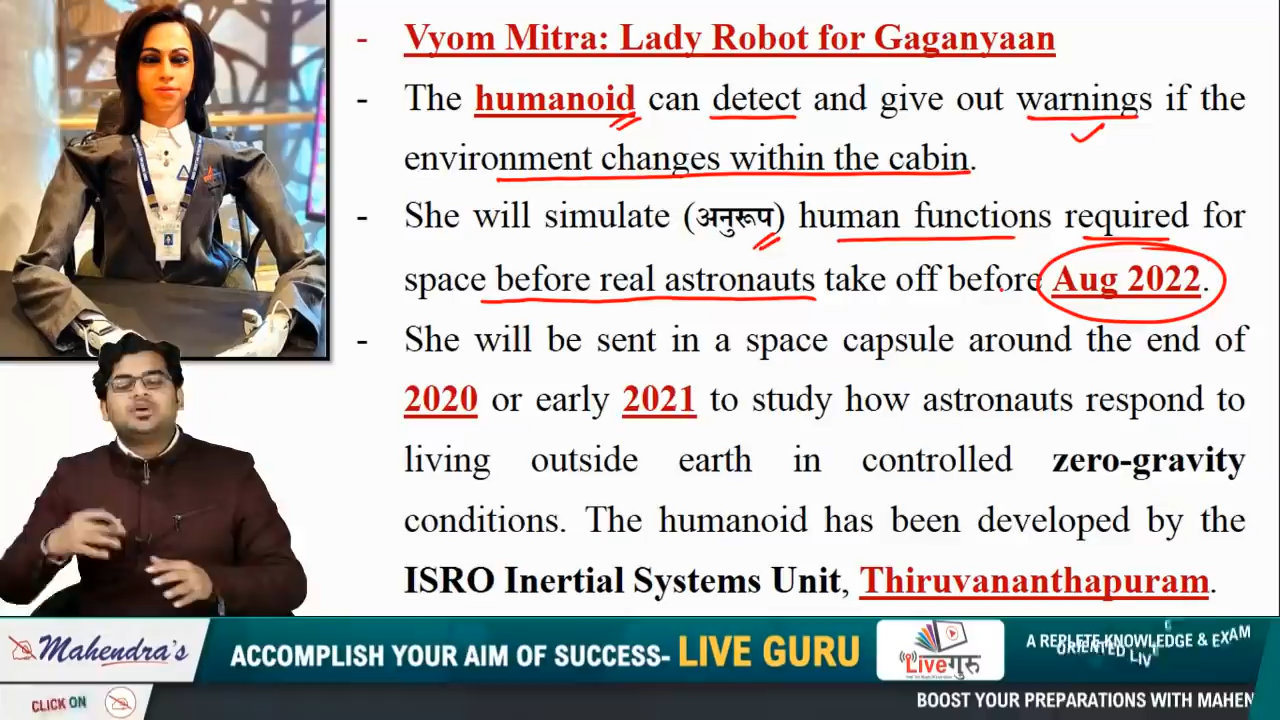 - Vyom Mitra: Lady Robot for Gaganyaan
- The humanoid can detect and give out warnings if the
environment changes within the cabin.
- She will simulate (अनुरूप) human functions required for
space before real astronauts take off before Aug 2022.
- She will be sent in a space capsule around the end of
2020 or early 2021 to study how astronauts respond to
living outside earth in controlled zero-gravity
conditions. The humanoid has been developed by the
ISRO Inertial Systems Unit, Thiruvananthapuram.
Mahendra's
ACCOMPLISH YOUR AIM OF SUCCESS- LIVE GURU
Liveगुरु
A REPLETE KNOWLEDGE & EXAM
ORIENTED LIV
CLICK ON
BOOST YOUR PREPARATIONS WITH MAHEN